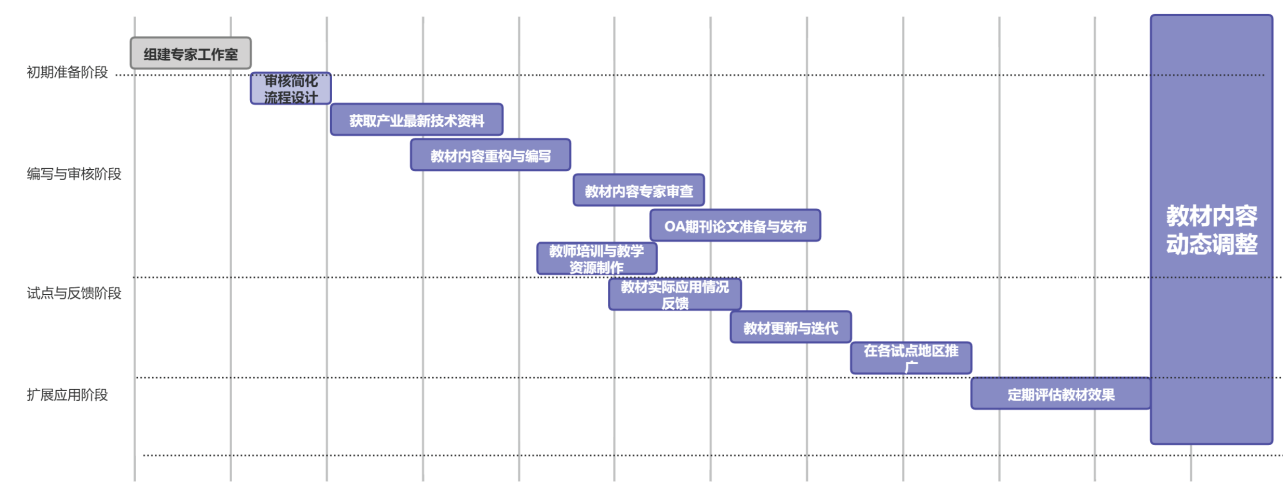 组建专家工作室
初期准备阶段
审核简化
流程设计
获取产业最新技术资料
教材内容重构与编写
编写与审核阶段
教材内容专家审查
OA期刊论文准备与发布
教材内容
动态调整
教师培训与教学
资源制作
试点与反馈阶段
教材实际应用情况
反馈
教材更新与迭代
在各试点地区推
广
扩展应用阶段
定期评估教材效果